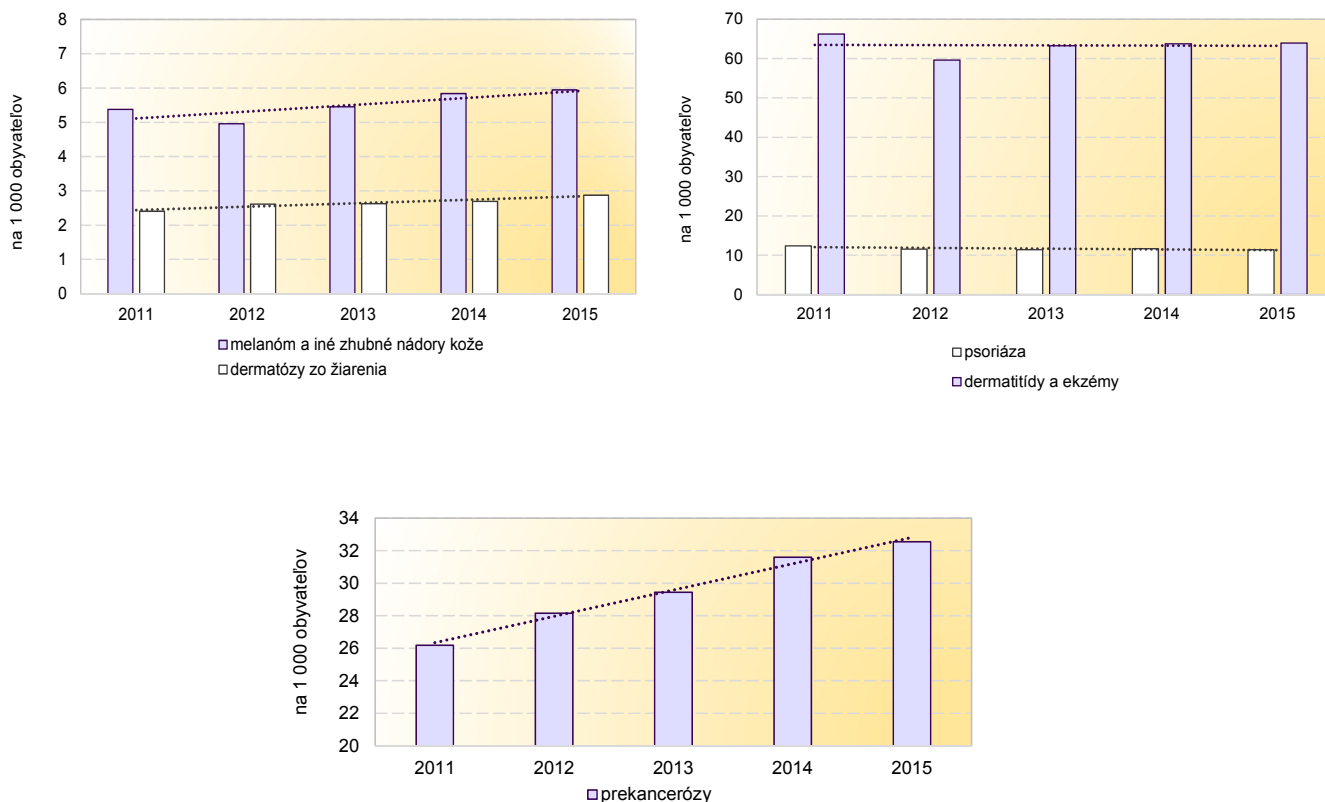 8
7
6
5
4
3
2
1
0
na 1 000 obyvateľov
2011 2012 2013 2014 2015
melanóm a iné zhubné nádory kože
dermatózy zo žiarenia
70
60
50
40
30
20
10
0
na 1 000 obyvateľov
2011 2012 2013 2014 2015
psoriáza
dermatitídy a ekzémy
34
32
30
28
26
24
22
20
na 1 000 obyvateľov
2011 2012 2013 2014 2015
prekancerózy